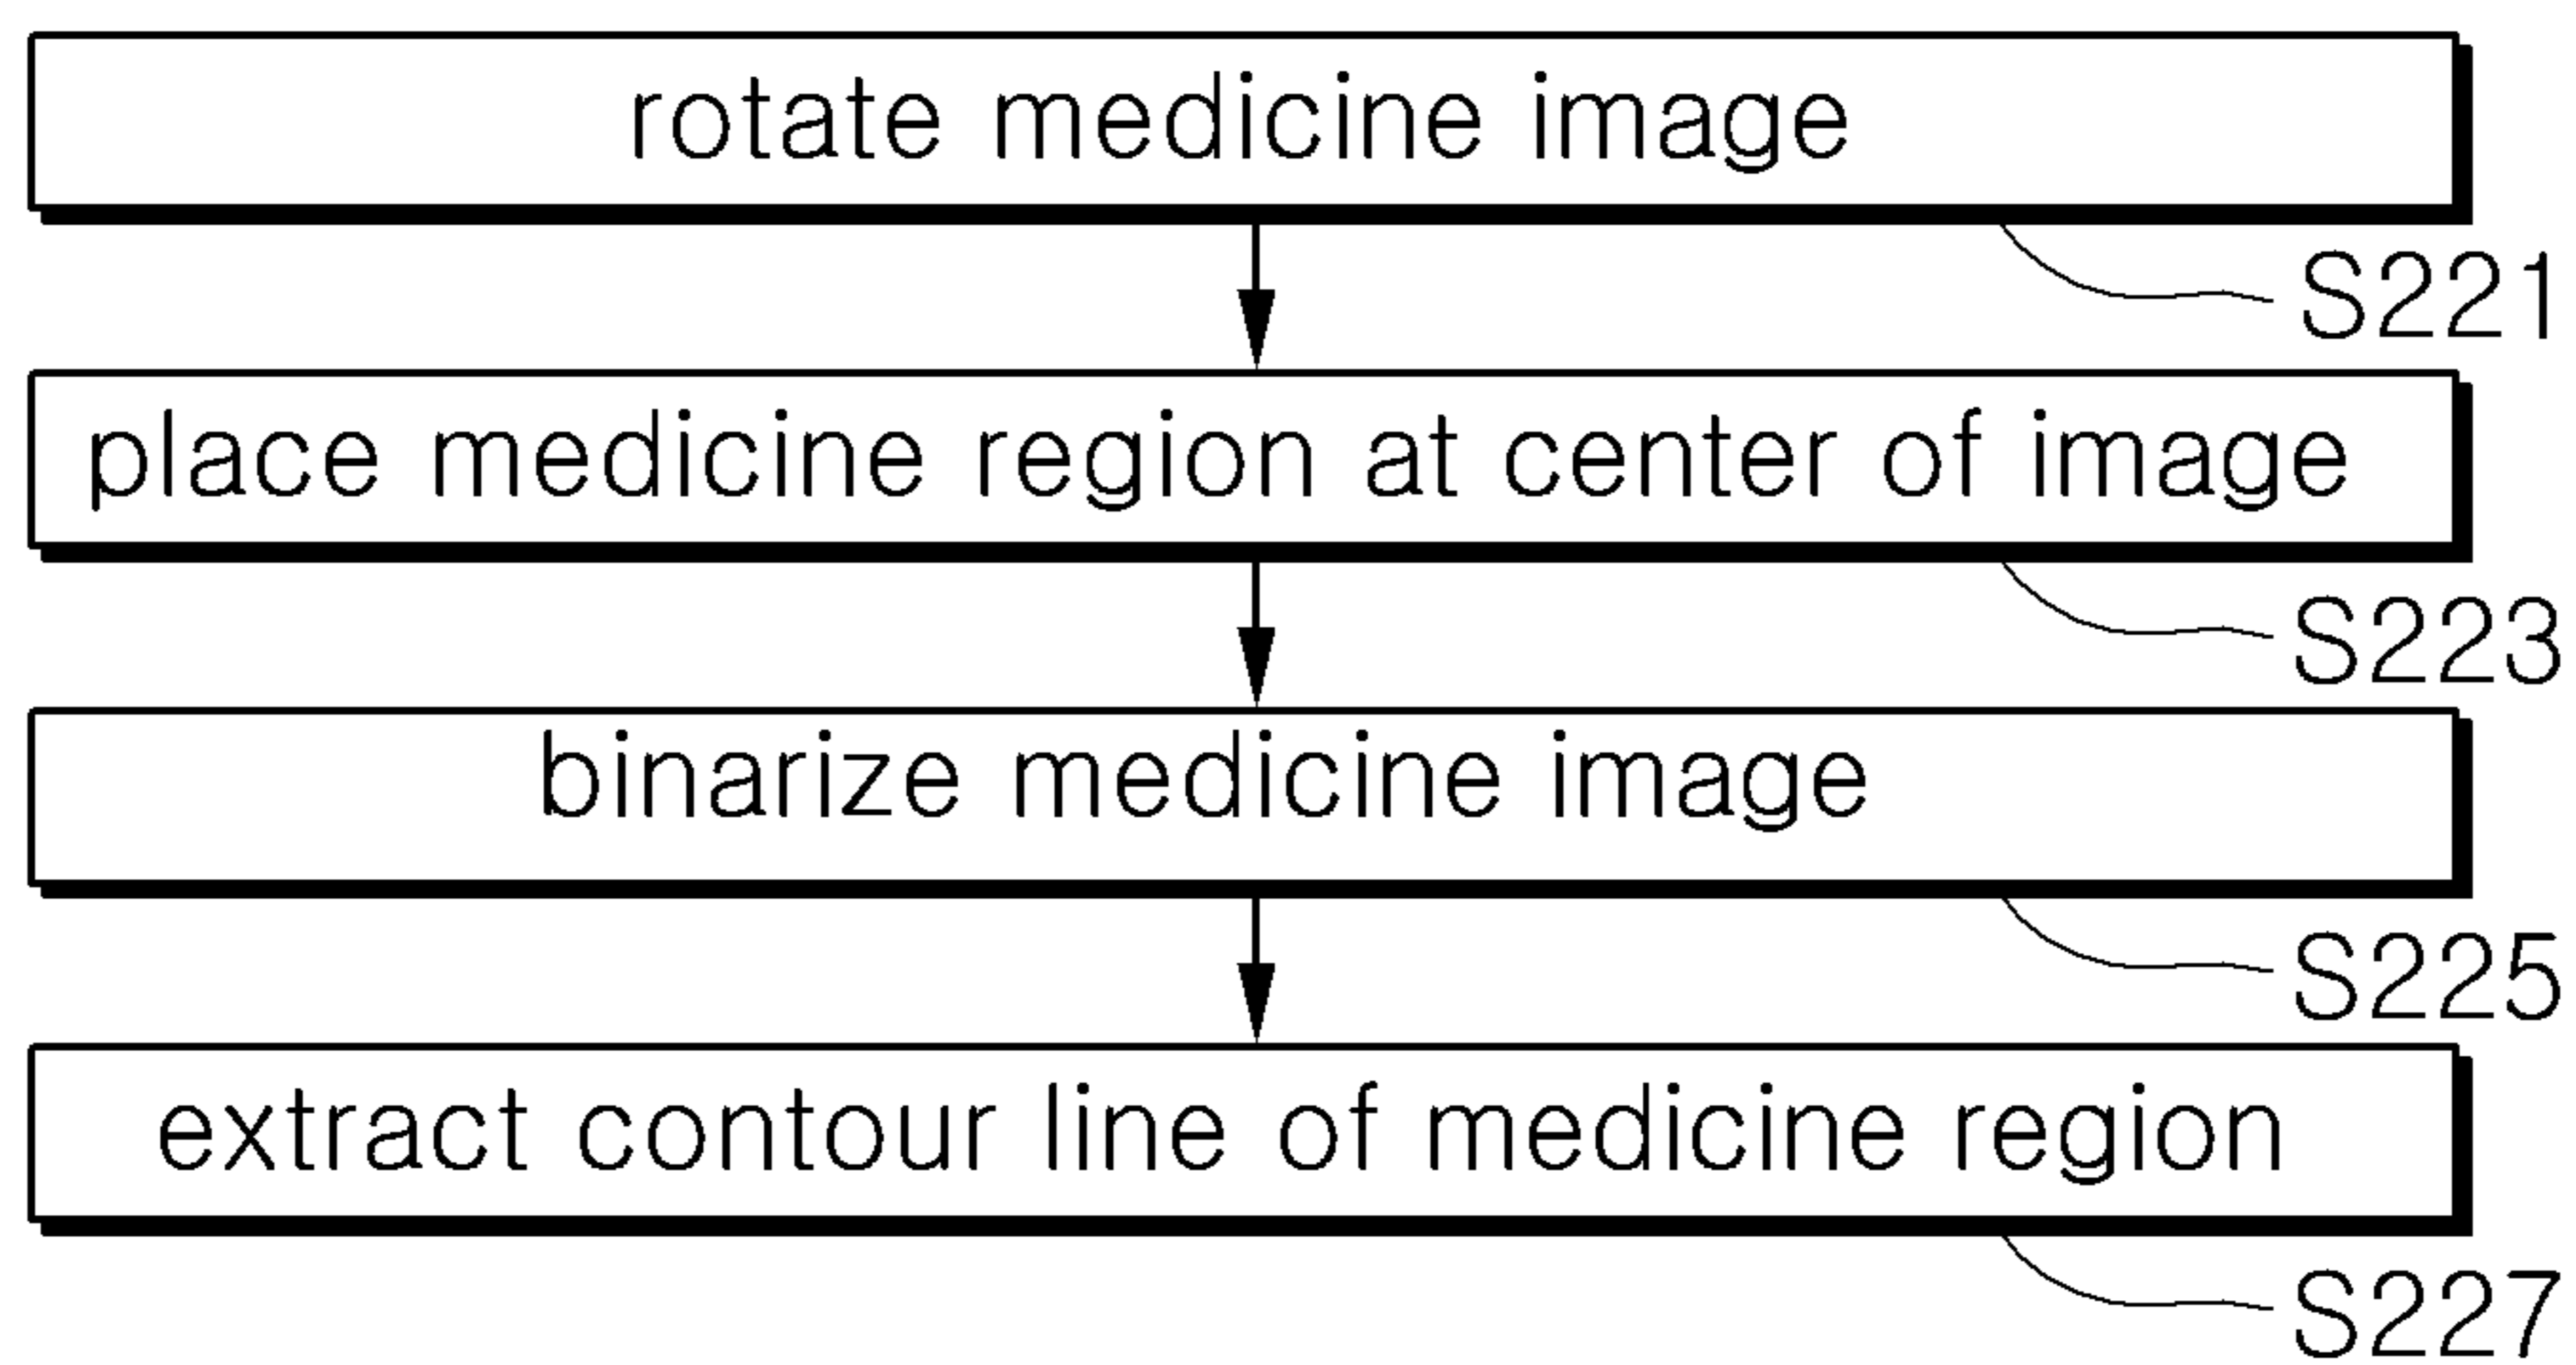 rotate medicine image
S221
place medicine region at center of image
S223
binarize medicine image
S225
extract contour line of medicine region
S227